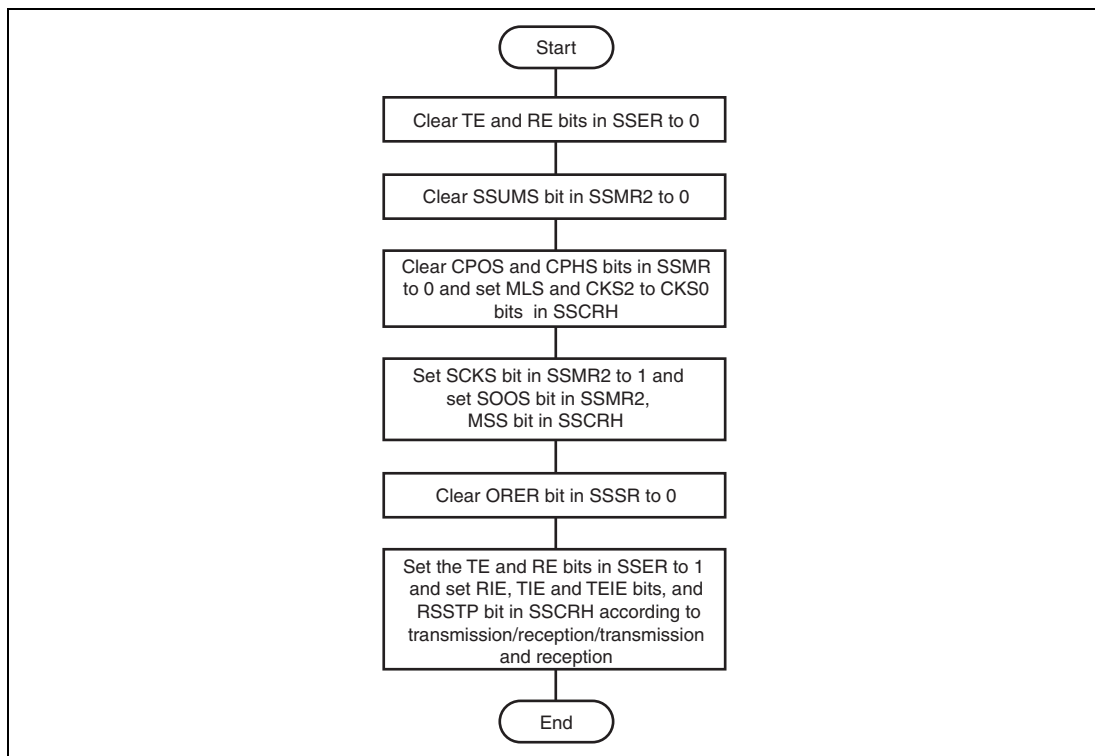 Start
Clear TE and RE bits in SSER to 0
Clear SSUMS bit in SSMR2 to 0
Clear CPOS and CPHS bits in SSMR
to 0 and set MLS and CKS2 to CKS0
bits in SSCRH
Set SCKS bit in SSMR2 to 1 and
set SOOS bit in SSMR2,
MSS bit in SSCRH
Clear ORER bit in SSSR to 0
Set the TE and RE bits in SSER to 1
and set RIE, TIE and TEIE bits, and
RSSTP bit in SSCRH according to
transmission/reception/transmission
and reception
End